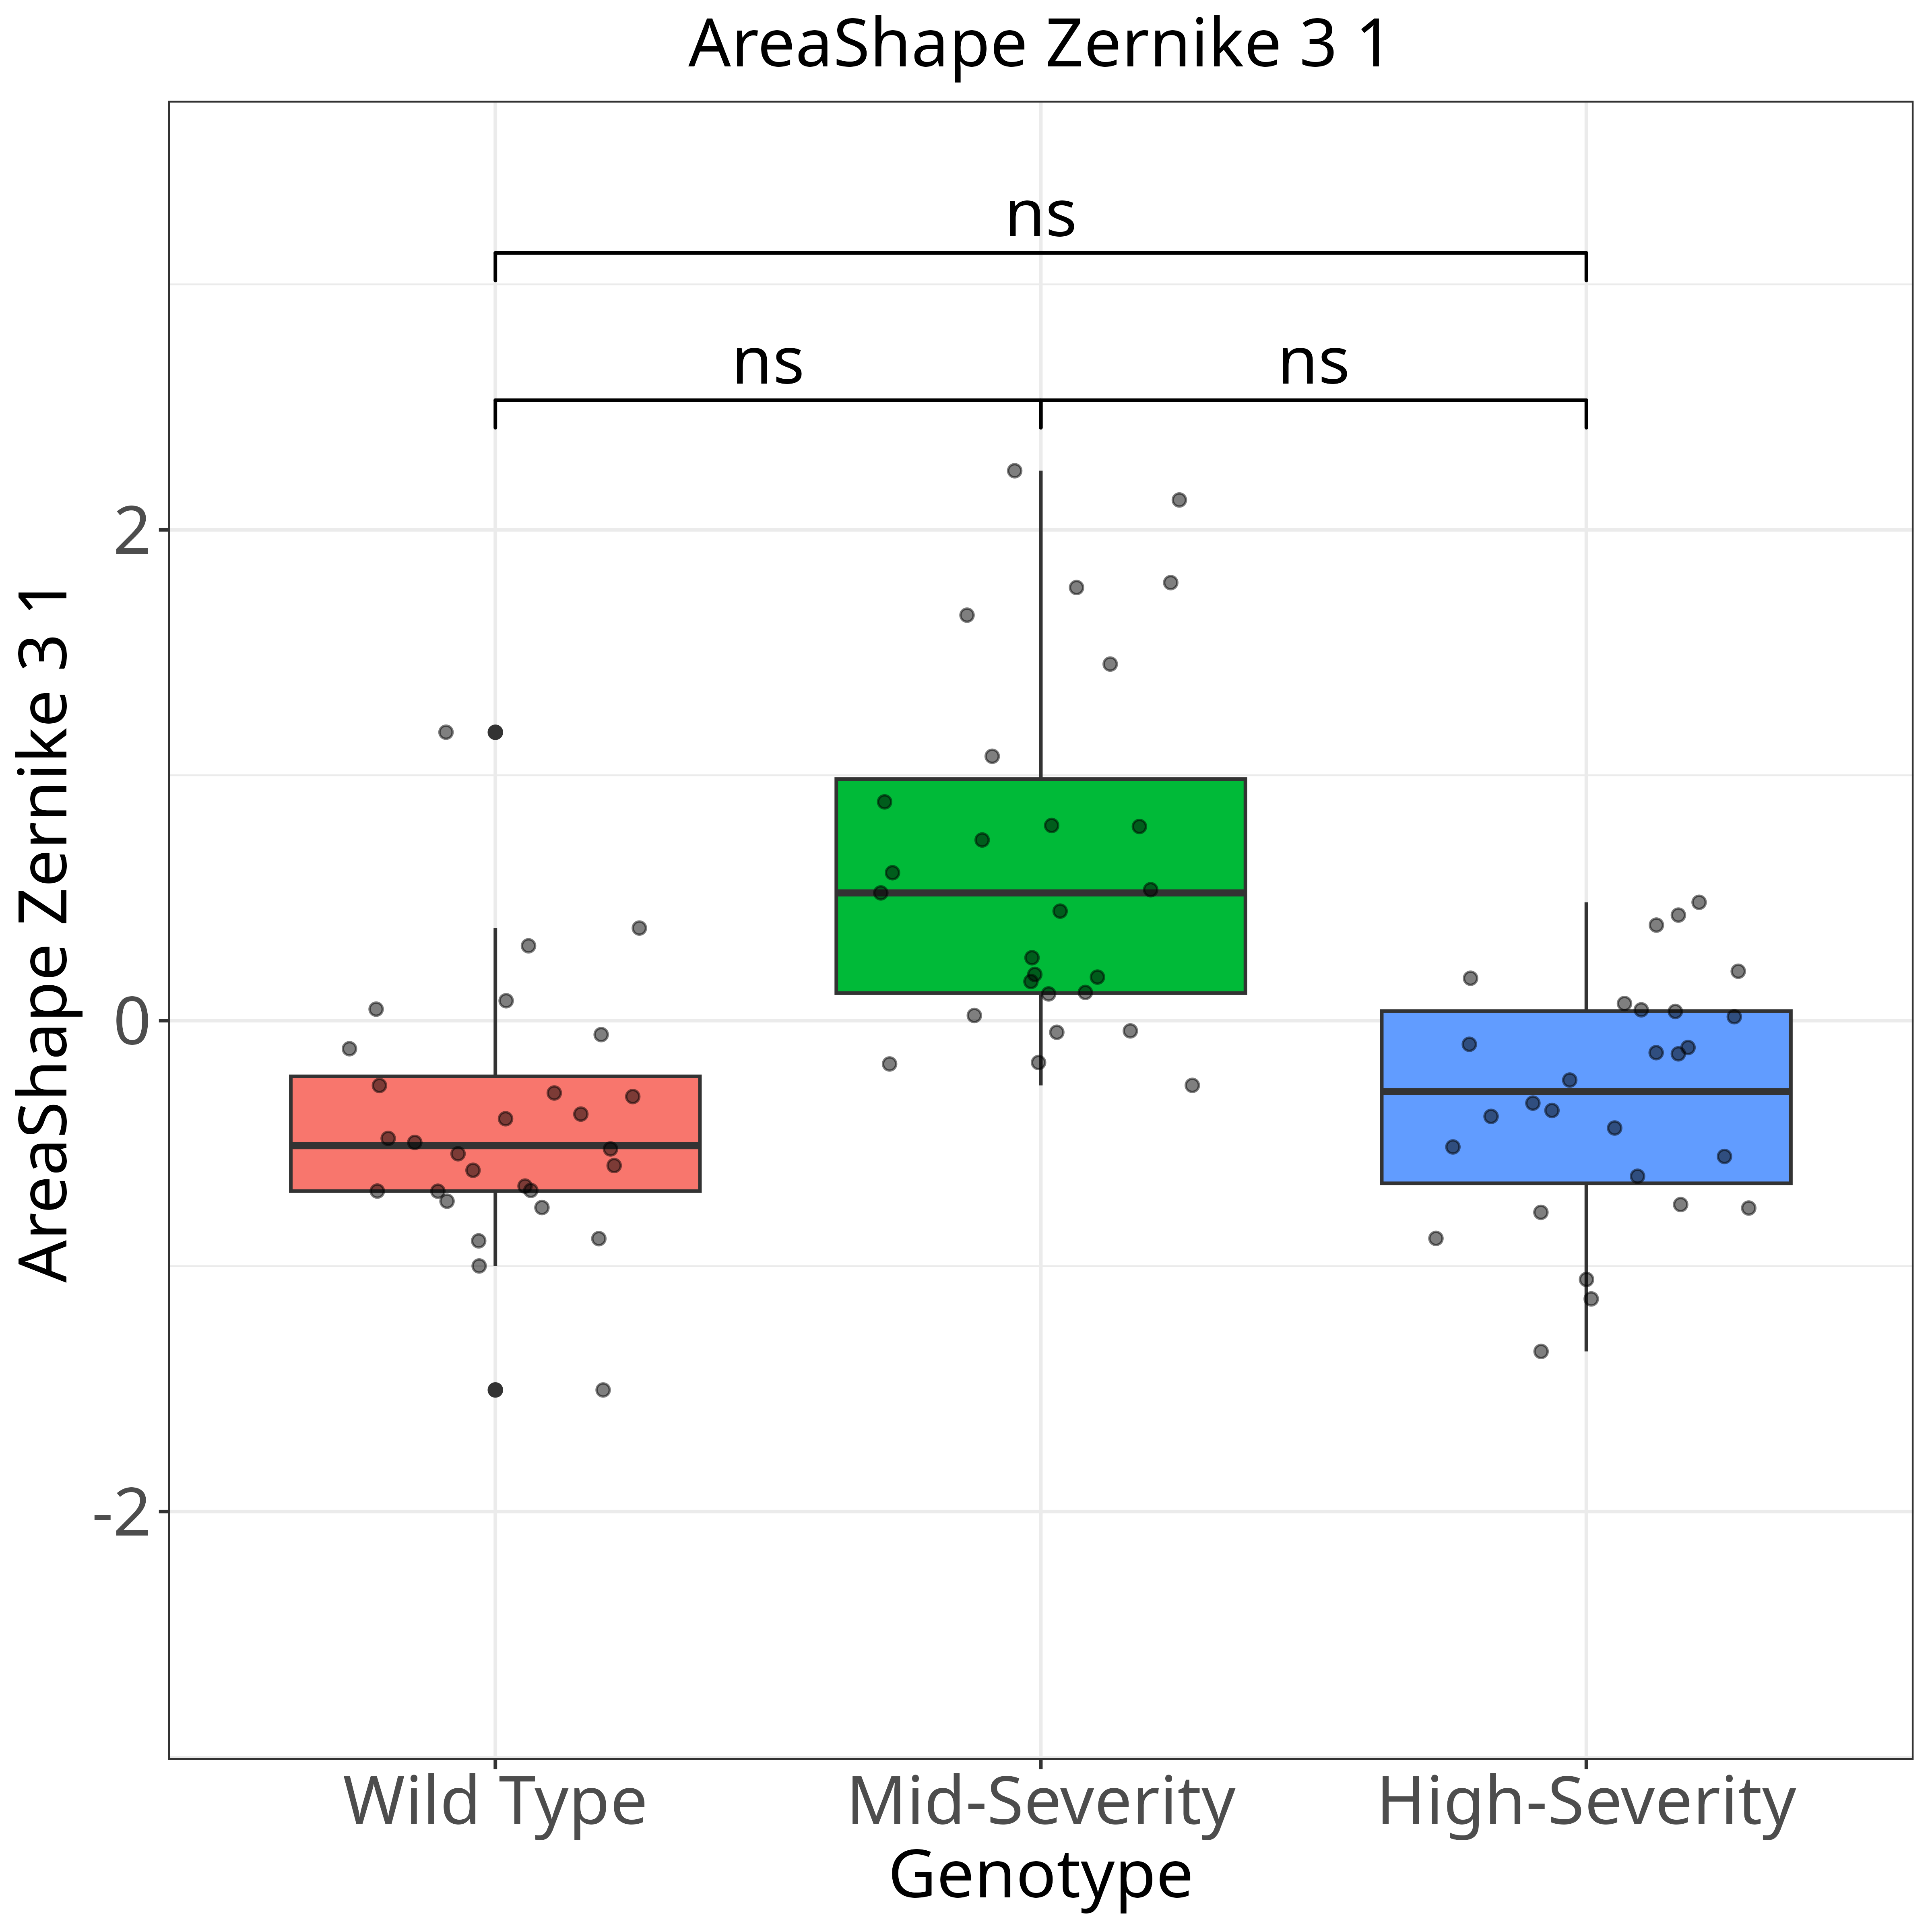 AreaShape Zernike 3 1
ns
ns
ns
2
0
-2
AreaShape Zernike 3 1
Wild Type
Mid-Severity
High-Severity
Genotype